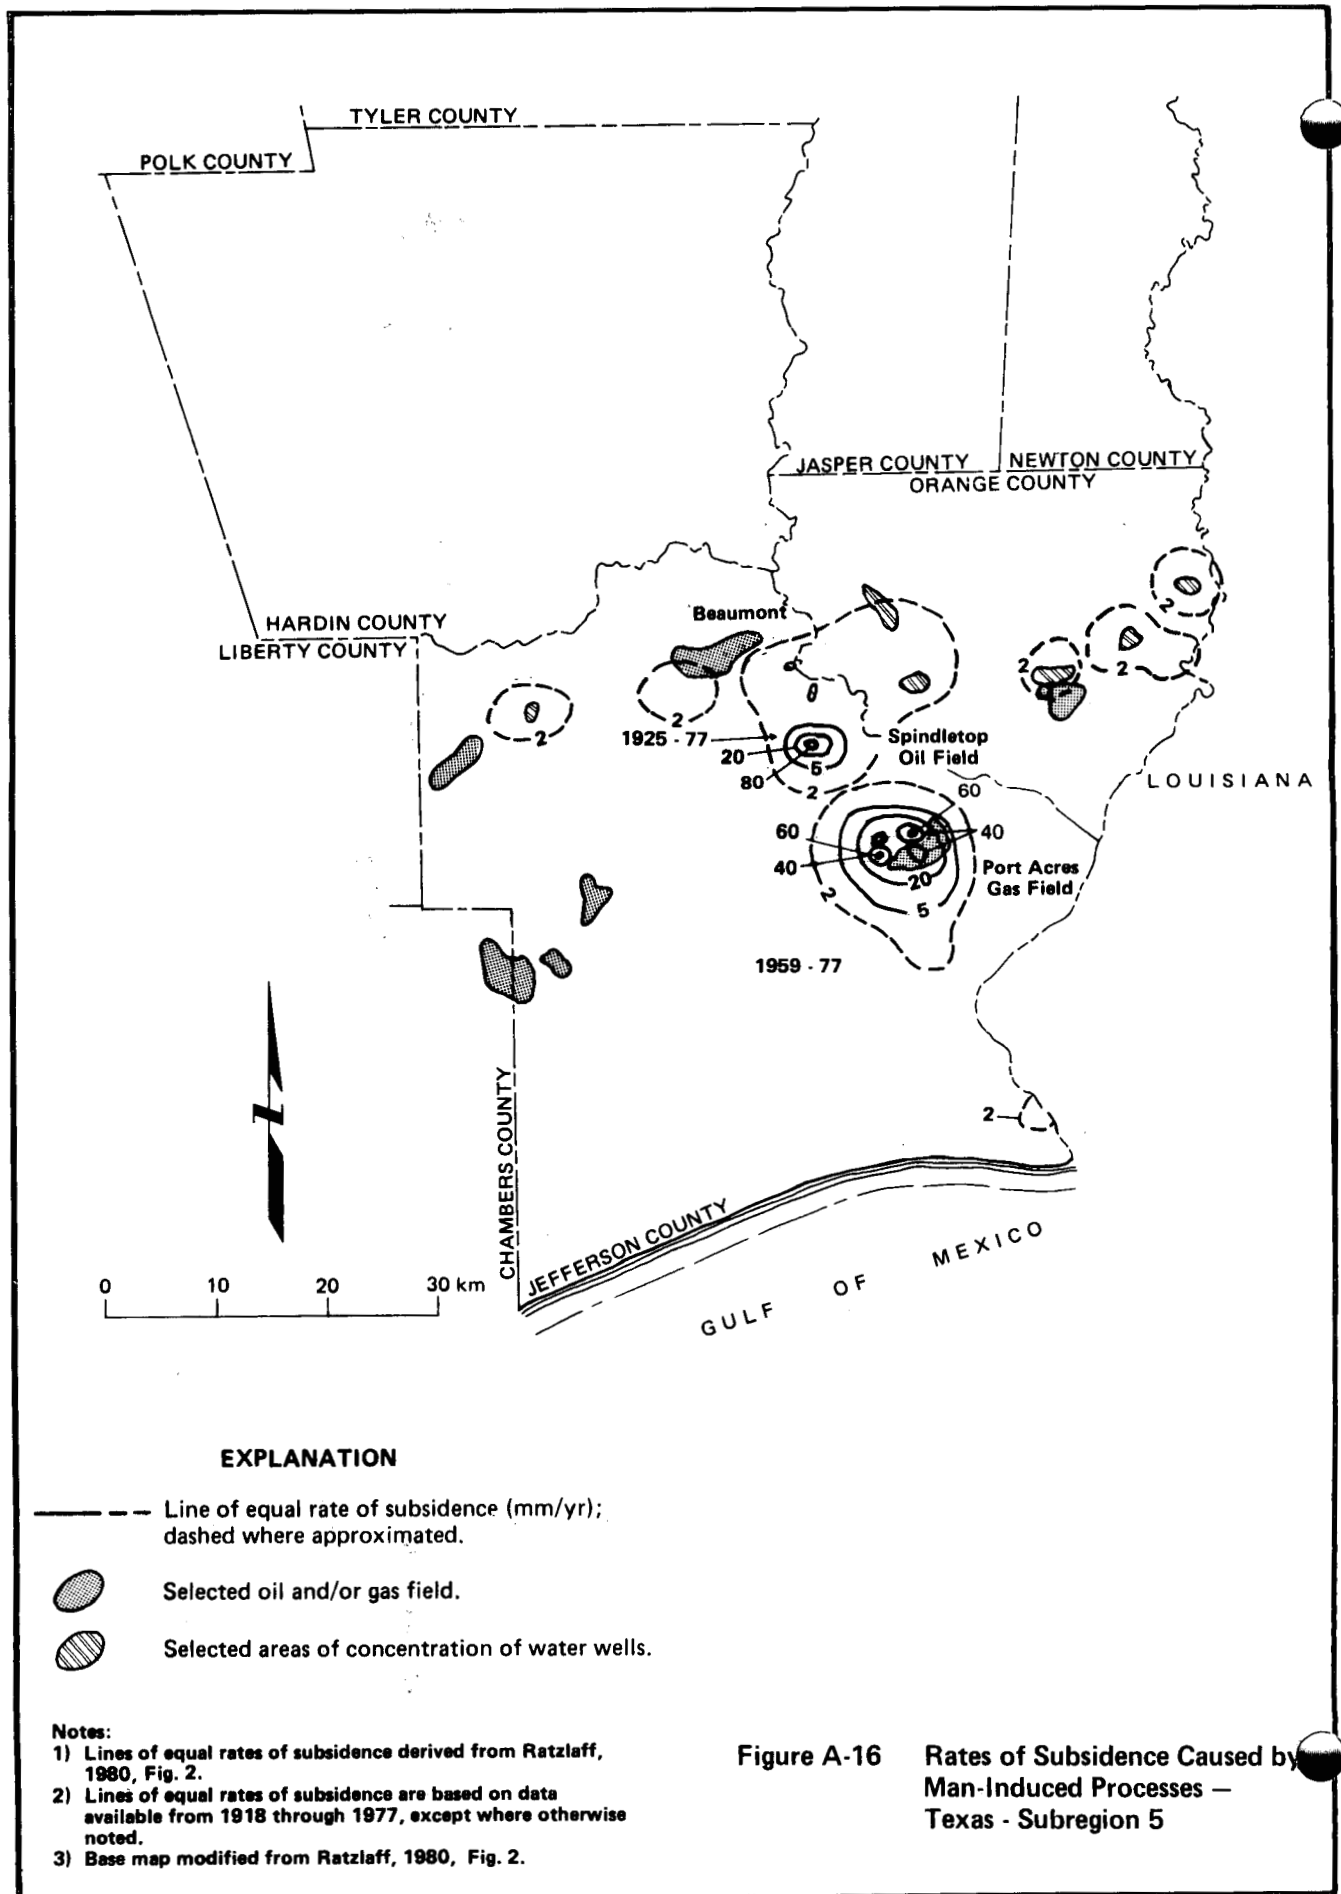 TYLER COUNTY
POLK COUNTY
JASPER COUNTY
NEWTON COUNTY
ORANGE COUNTY
HARDIN COUNTY
LIBERTY COUNTY
Beaumont
2
2
2
2
2
1925 - 77
20
80
5
2
Spindletop
Oil Field
LOUISIANA
60
60
40
40
Port Acres
Gas Field
20
2
5
1959 - 77
2
CHAMBERS COUNTY
JEFFERSON COUNTY
GULF OF MEXICO
0 10 20 30 km
EXPLANATION
Line of equal rate of subsidence (mm/yr);
dashed where approximated.
Selected oil and/or gas field.
Selected areas of concentration of water wells.
Notes:
1) Lines of equal rates of subsidence derived from Ratzlaff,
1980, Fig. 2.
2) Lines of equal rates of subsidence are based on data
available from 1918 through 1977, except where otherwise
noted.
3) Base map modified from Ratzlaff, 1980, Fig. 2.
Figure A-16 Rates of Subsidence Caused by
Man-Induced Processes —
Texas - Subregion 5